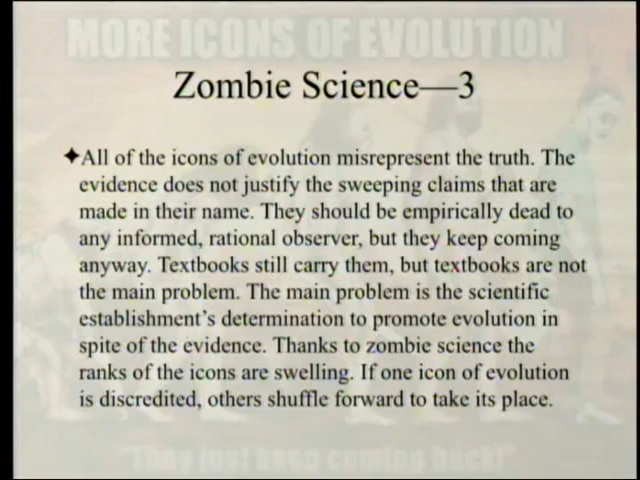 MORE ICONS OF EVOLUTION
Zombie Science—3
✦All of the icons of evolution misrepresent the truth. The
evidence does not justify the sweeping claims that are
made in their name. They should be empirically dead to
any informed, rational observer, but they keep coming
anyway. Textbooks still carry them, but textbooks are not
the main problem. The main problem is the scientific
establishment's determination to promote evolution in
spite of the evidence. Thanks to zombie science the
ranks of the icons are swelling. If one icon of evolution
is discredited, others shuffle forward to take its place.
"They just keep coming back!"